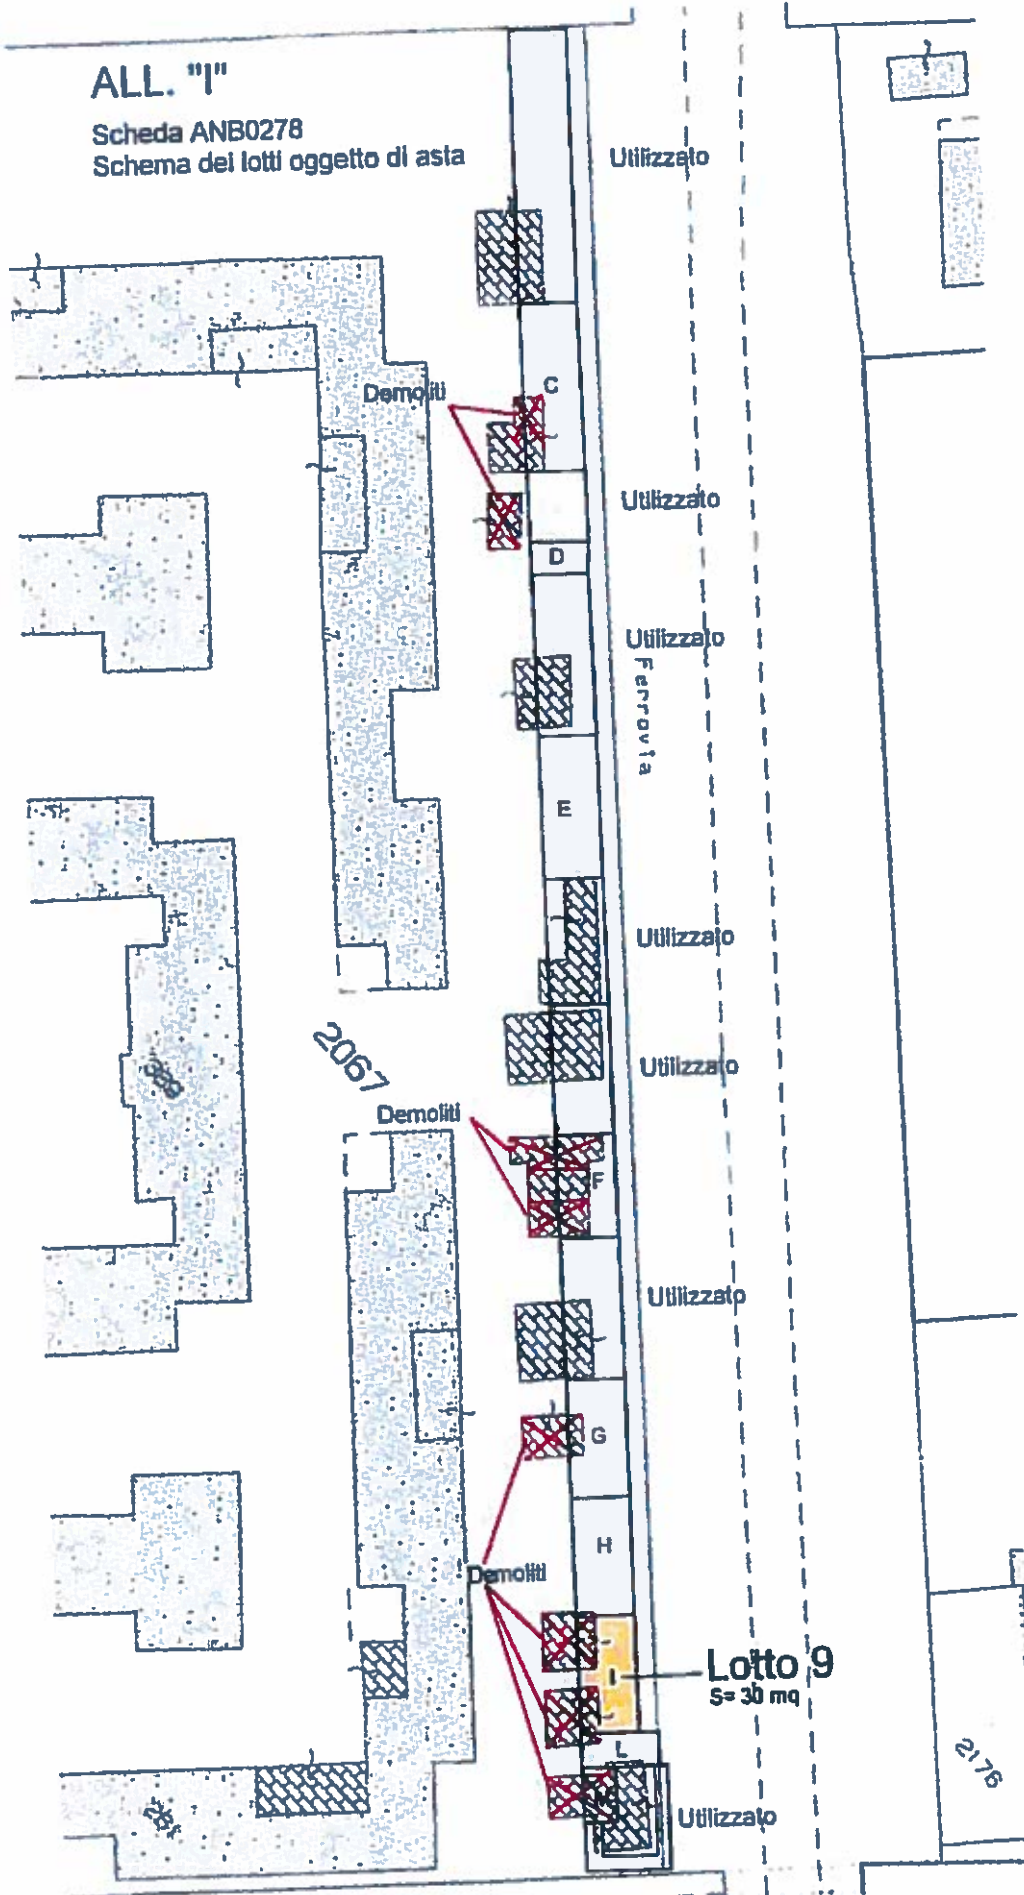 ALL. "I"
Scheda ANB0278
Schema dei lotti oggetto di asta
Utilizzato
C
Demoliti
Utilizzato
D
Utilizzato
Ferrovia
E
Utilizzato
2067
Utilizzato
Demoliti
F
Utilizzato
G
H
Demoliti
I
Lotto 9
S= 30 mq
L
2176
Utilizzato